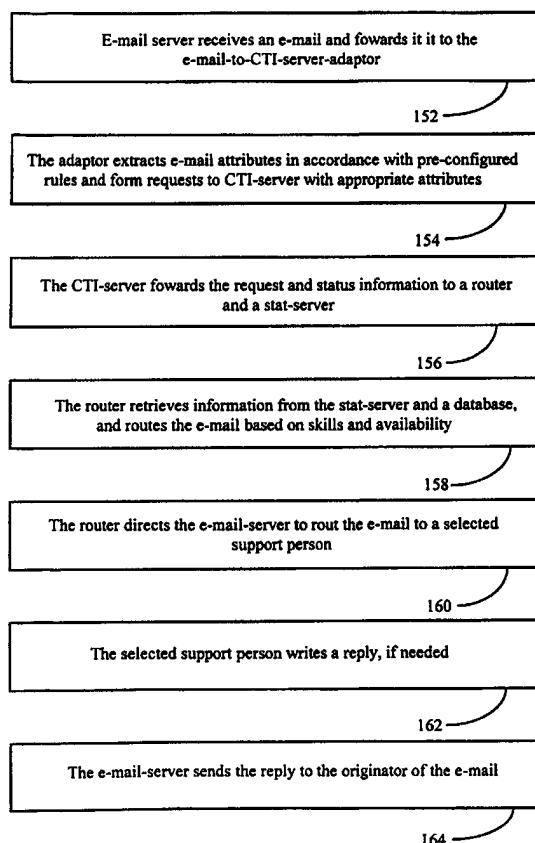 E-mail server receives an e-mail and fowards it it to the
e-mail-to-CTI-server-adaptor
152
The adaptor extracts e-mail attributes in accordance with pre-configured
rules and form requests to CTI-server with appropriate attributes
154
The CTI-server fowards the request and status information to a router
and a stat-server
156
The router retrieves information from the stat-server and a database,
and routes the e-mail based on skills and availability
158
The router directs the e-mail-server to rout the e-mail to a selected
support person
160
The selected support person writes a reply, if needed
162
The e-mail-server sends the reply to the originator of the e-mail
164